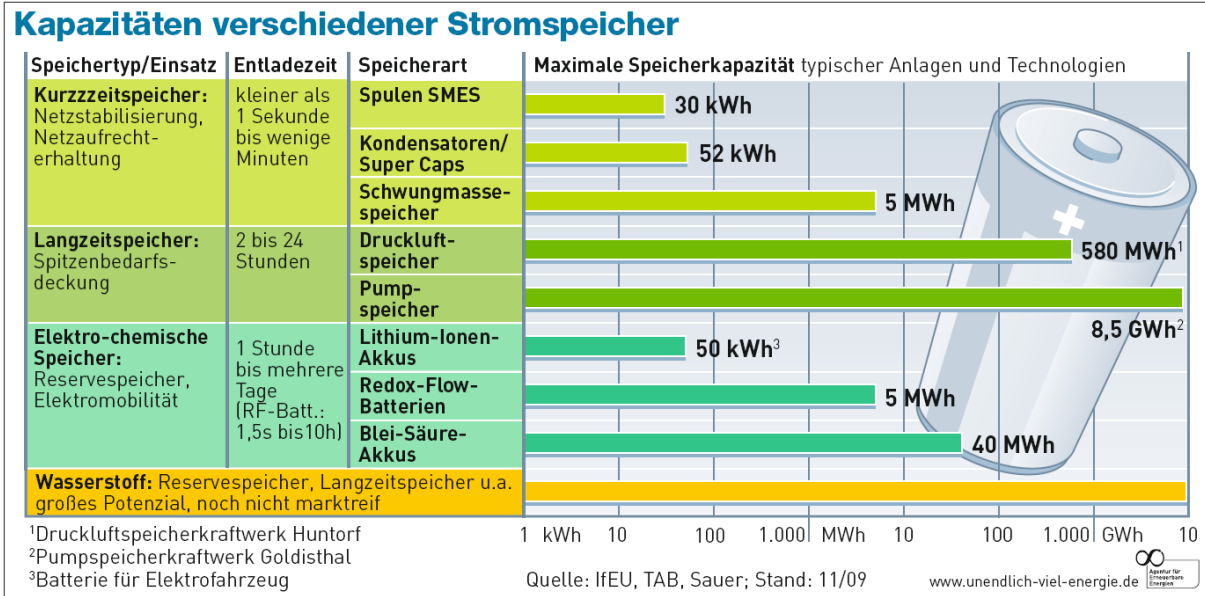 Kapazitäten verschiedener Stromspeicher
Speichertyp/Einsatz
Entladezeit
Speicherart
Maximale Speicherkapazität typischer Anlagen und Technologien
Kurzzzeitspeicher:
Netzstabilisierung,
Netzaufrecht-
erhaltung
kleiner als
1 Sekunde
bis wenige
Minuten
Spulen SMES
30 kWh
Kondensatoren/
Super Caps
52 kWh
Schwungmasse-
speicher
5 MWh
Langzeitspeicher:
Spitzenbedarfs-
deckung
2 bis 24
Stunden
Druckluft-
speicher
580 MWh¹
Pump-
speicher
8,5 GWh²
Elektro-chemische
Speicher:
Reservespeicher,
Elektromobilität
1 Stunde
bis mehrere
Tage
(RF-Batt.:
1,5s bis10h)
Lithium-Ionen-
Akkus
50 kWh³
Redox-Flow-
Batterien
5 MWh
Blei-Säure-
Akkus
40 MWh
Wasserstoff: Reservespeicher, Langzeitspeicher u.a.
großes Potenzial, noch nicht marktreif
1 kWh 10 100 1.000 MWh 10 100 1.000 GWh 10
¹Druckluftspeicherkraftwerk Huntorf
²Pumpspeicherkraftwerk Goldisthal
³Batterie für Elektrofahrzeug
Quelle: IfEU, TAB, Sauer; Stand: 11/09
www.unendlich-viel-energie.de
Agentur für
Erneuerbare
Energien